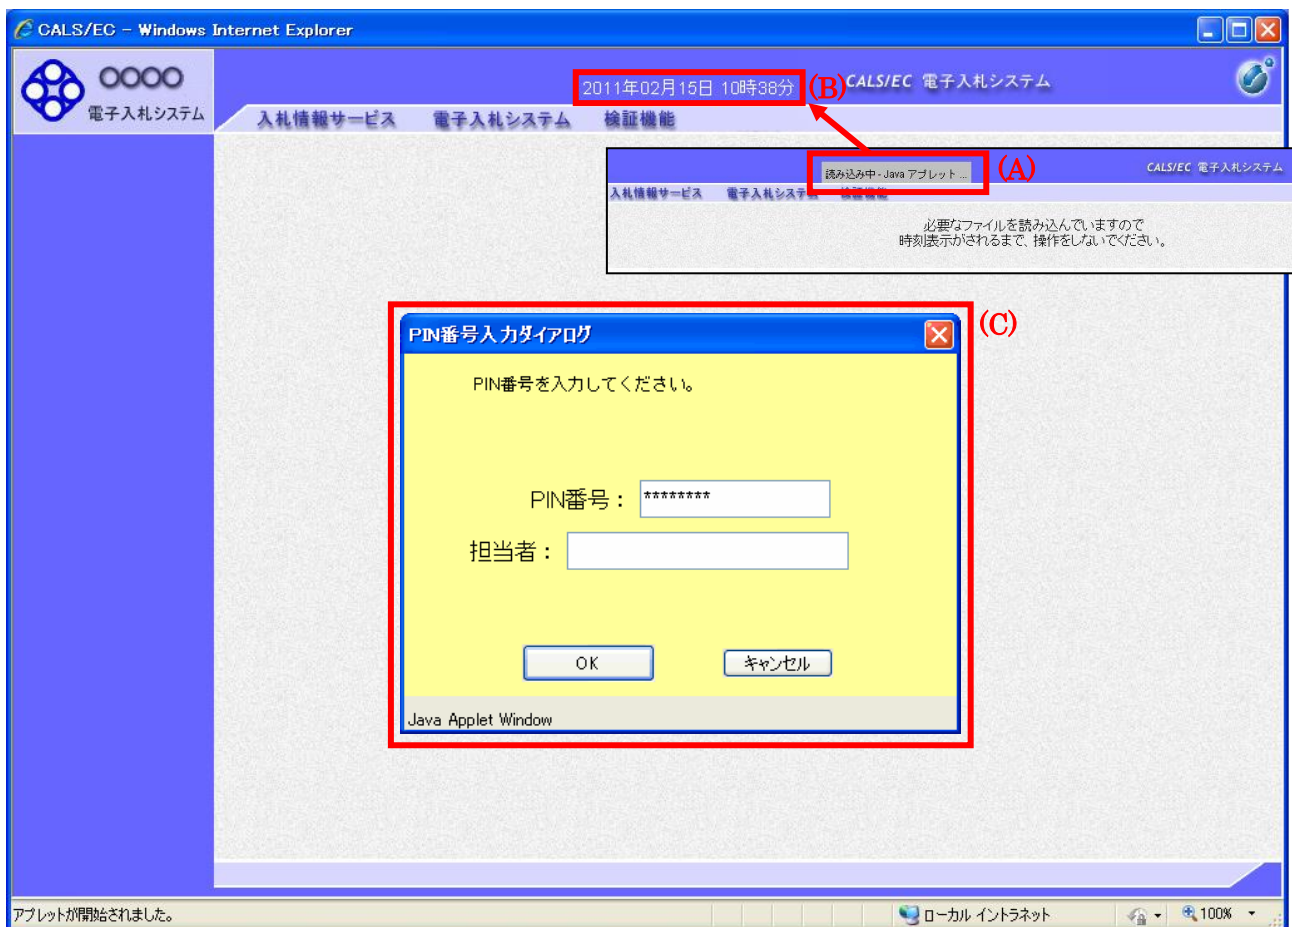 CALS/EC - Windows Internet Explorer
○○○○
電子入札システム
2011年02月15日 10時38分
(B)
CALS/EC 電子入札システム
入札情報サービス 電子入札システム 検証機能
読み込み中 - Java アプレット ...
(A)
CALS/EC 電子入札システム
入札情報サービス 電子入札システム 検証機能
必要なファイルを読み込んでいますので
時刻表示がされるまで、操作をしないでください。
(C)
PIN番号入力ダイアログ
PIN番号を入力してください。
PIN番号： ********
担当者：
OK キャンセル
Java Applet Window
アプレットが開始されました。 ローカル イントラネット 100%